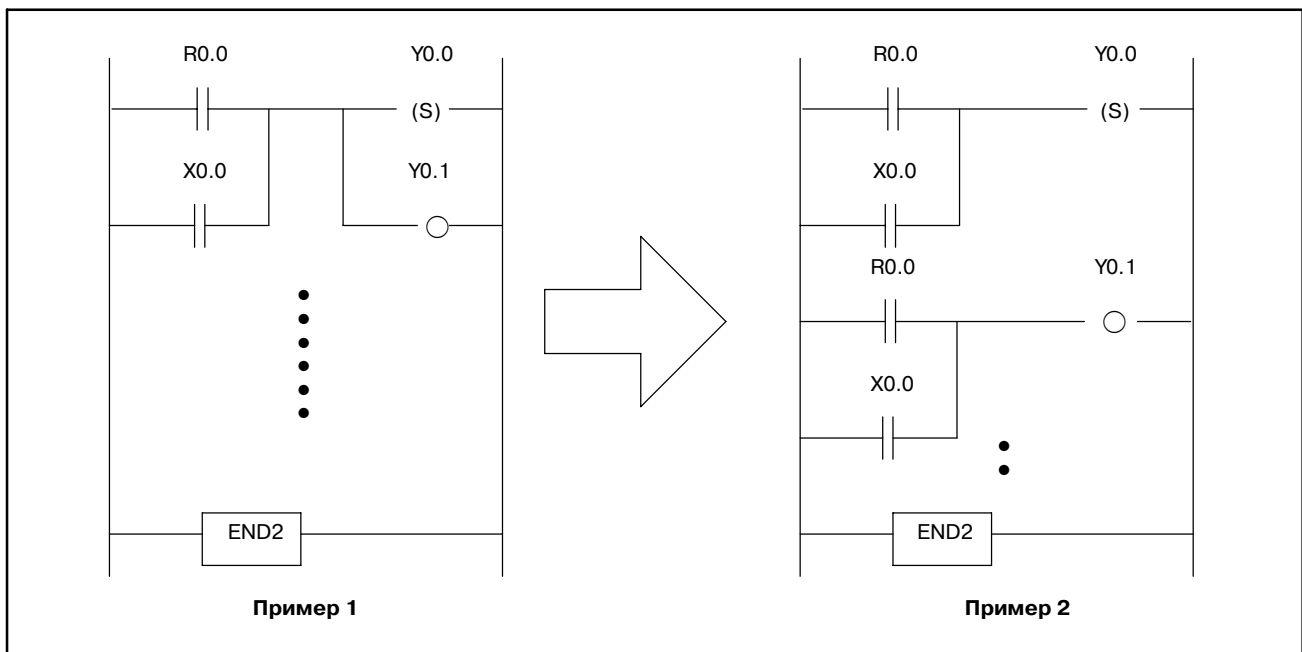 R0.0 Y0.0
(S)
X0.0 Y0.1
END2
Пример 1
R0.0 Y0.0
(S)
X0.0
R0.0 Y0.1
X0.0
END2
Пример 2